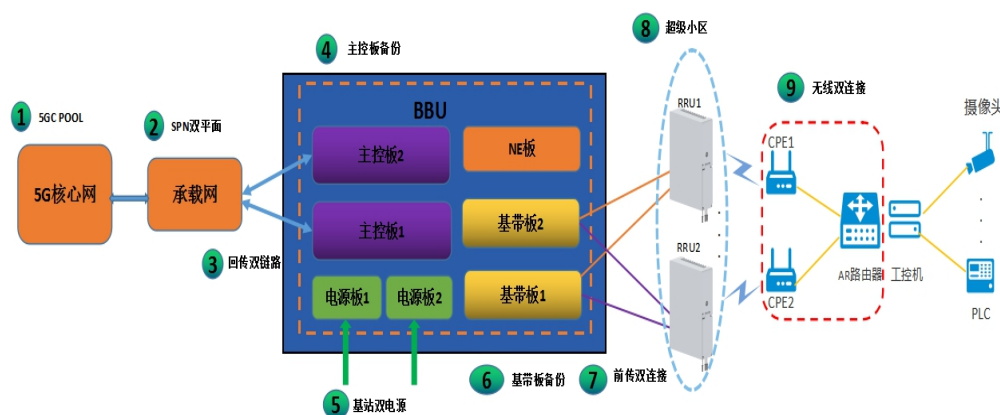 1 5GC POOL
2 SPN双平面
3 回传双链路
4 主控板备份
5 基站双电源
6 基带板备份
7 前传双连接
8 超级小区
9 无线双连接
5G核心网
承载网
BBU
主控板2
NE板
主控板1
基带板2
电源板1
电源板2
基带板1
RRU1
RRU2
CPE1
CPE2
AR路由器
工控机
摄像头
PLC